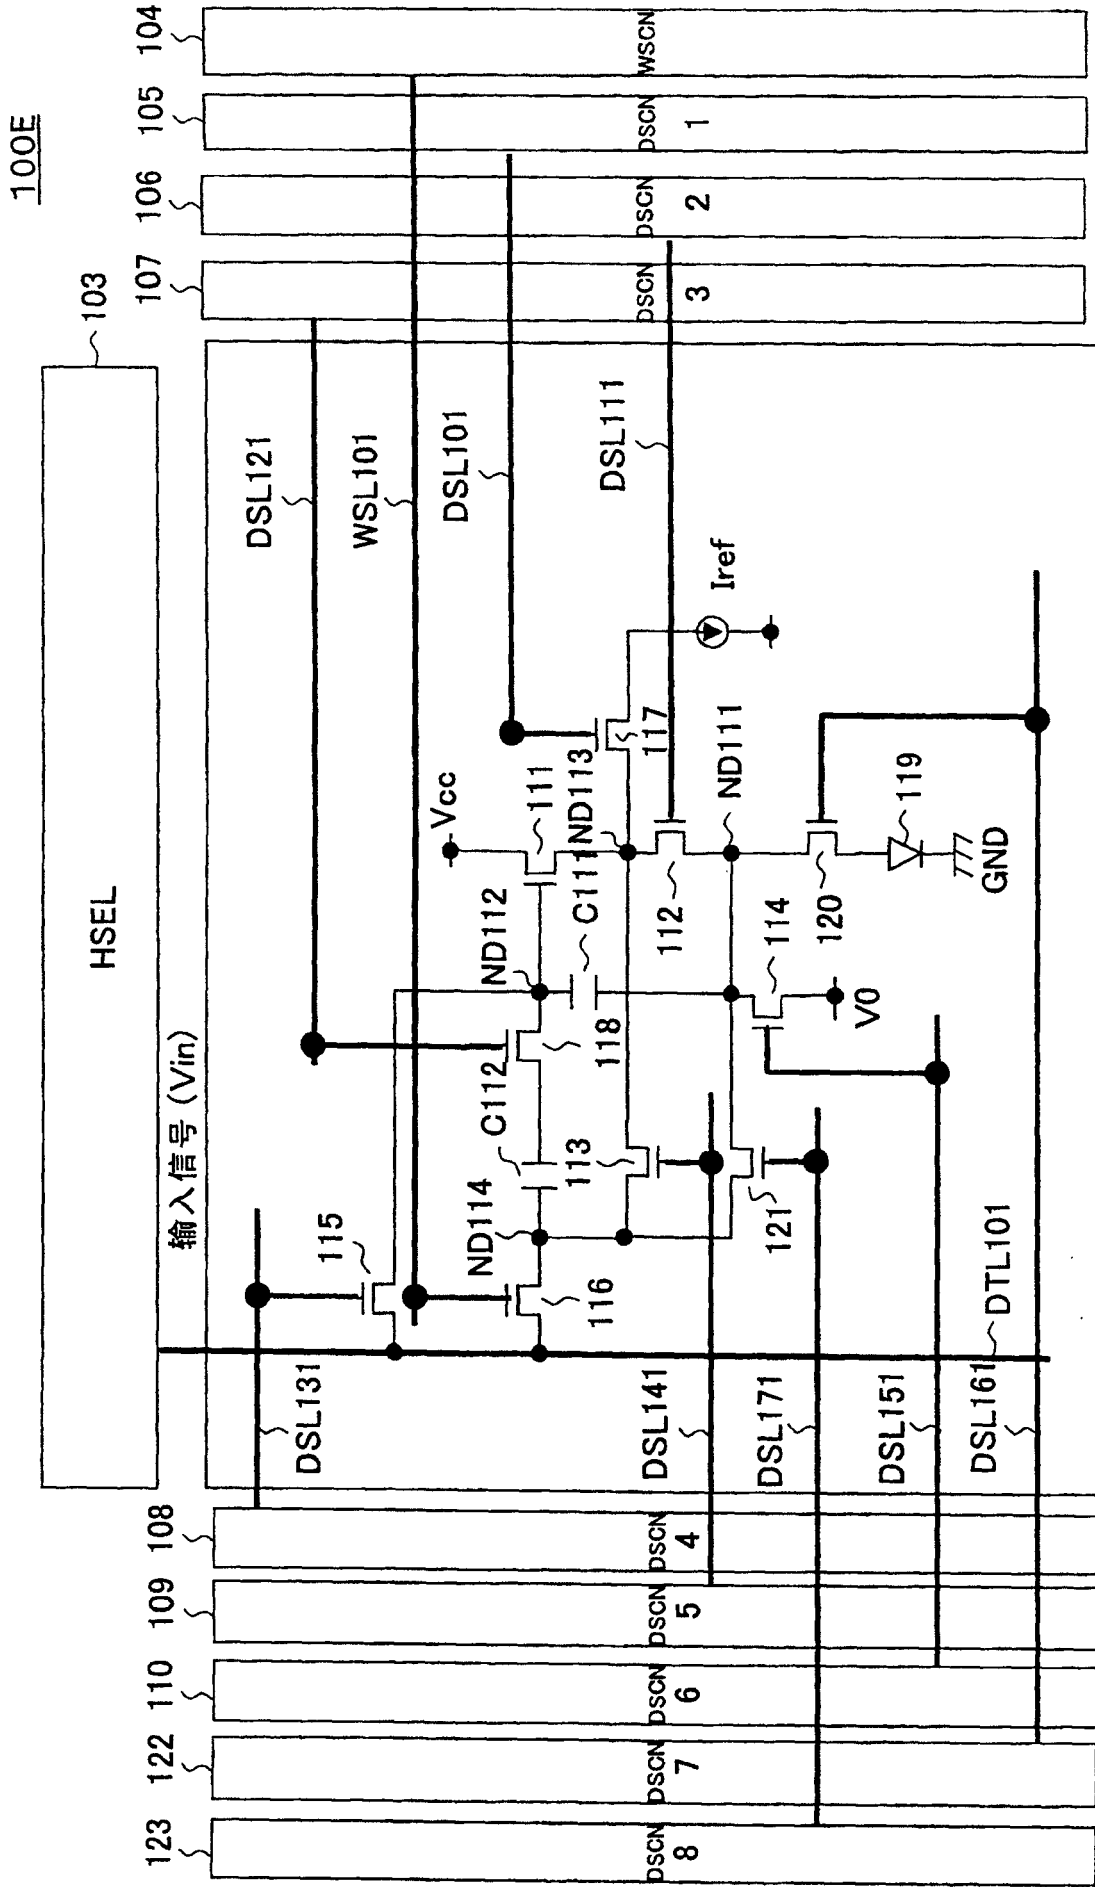 100E
103
HSEL
输入信号 (Vin)
104
WSCN
105
DSCN
1
106
DSCN
2
107
DSCN
3
108
DSCN
4
109
DSCN
5
110
DSCN
6
122
DSCN
7
123
DSCN
8
DSL121
WSL101
DSL101
DSL111
DSL131
DSL141
DSL171
DSL151
DSL161
DTL101
Vcc
111
ND112
ND113
117
Iref
C111
118
C112
ND114
115
116
113
112
ND111
121
114
V0
120
119
GND